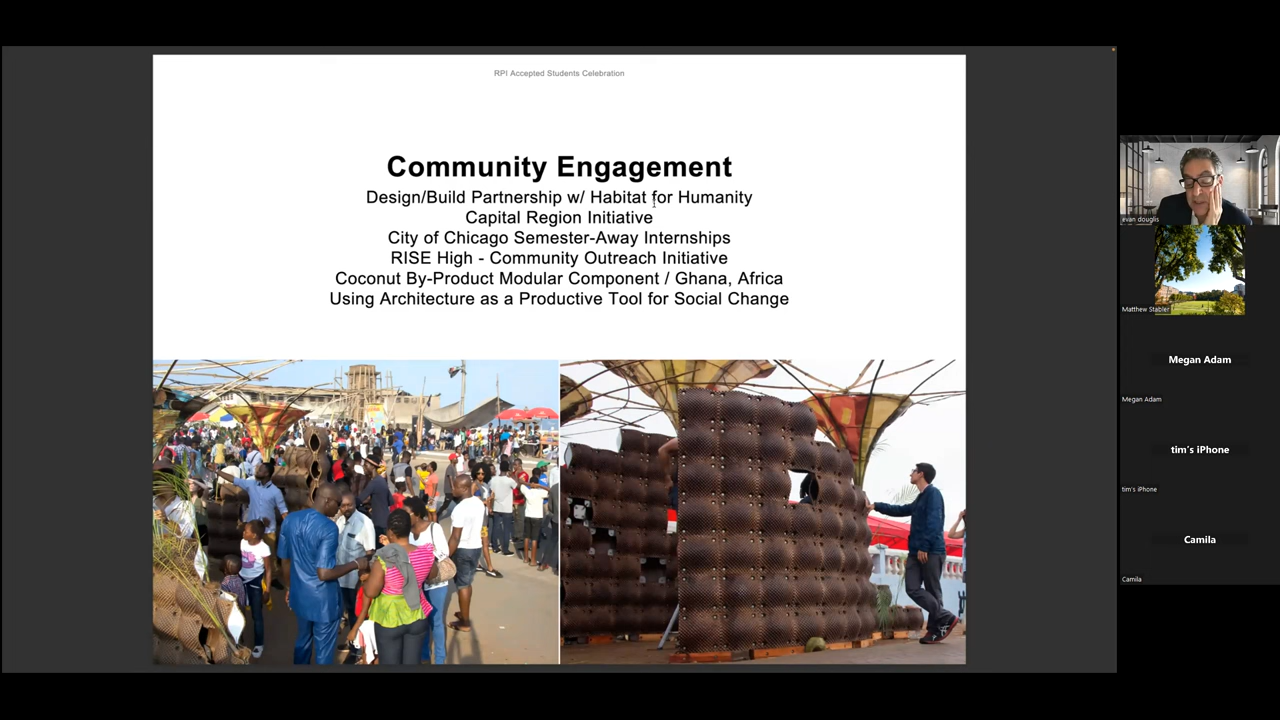 RPI Accepted Students Celebration
Community Engagement
Design/Build Partnership w/ Habitat for Humanity
Capital Region Initiative
City of Chicago Semester-Away Internships
RISE High - Community Outreach Initiative
Coconut By-Product Modular Component / Ghana, Africa
Using Architecture as a Productive Tool for Social Change
evan douglis
Matthew Stabler
Megan Adam
Megan Adam
tim's iPhone
tim's iPhone
Camila
Camila